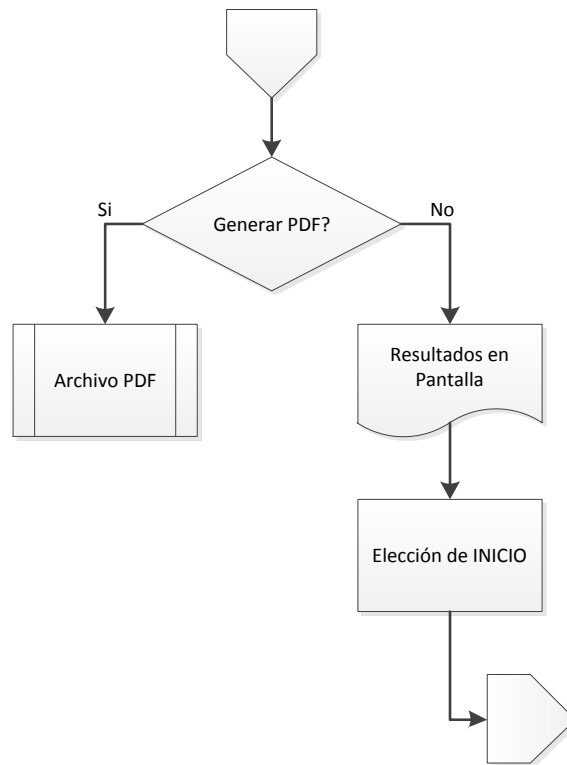 Generar PDF?
Si
No
Archivo PDF
Resultados en
Pantalla
Elección de INICIO